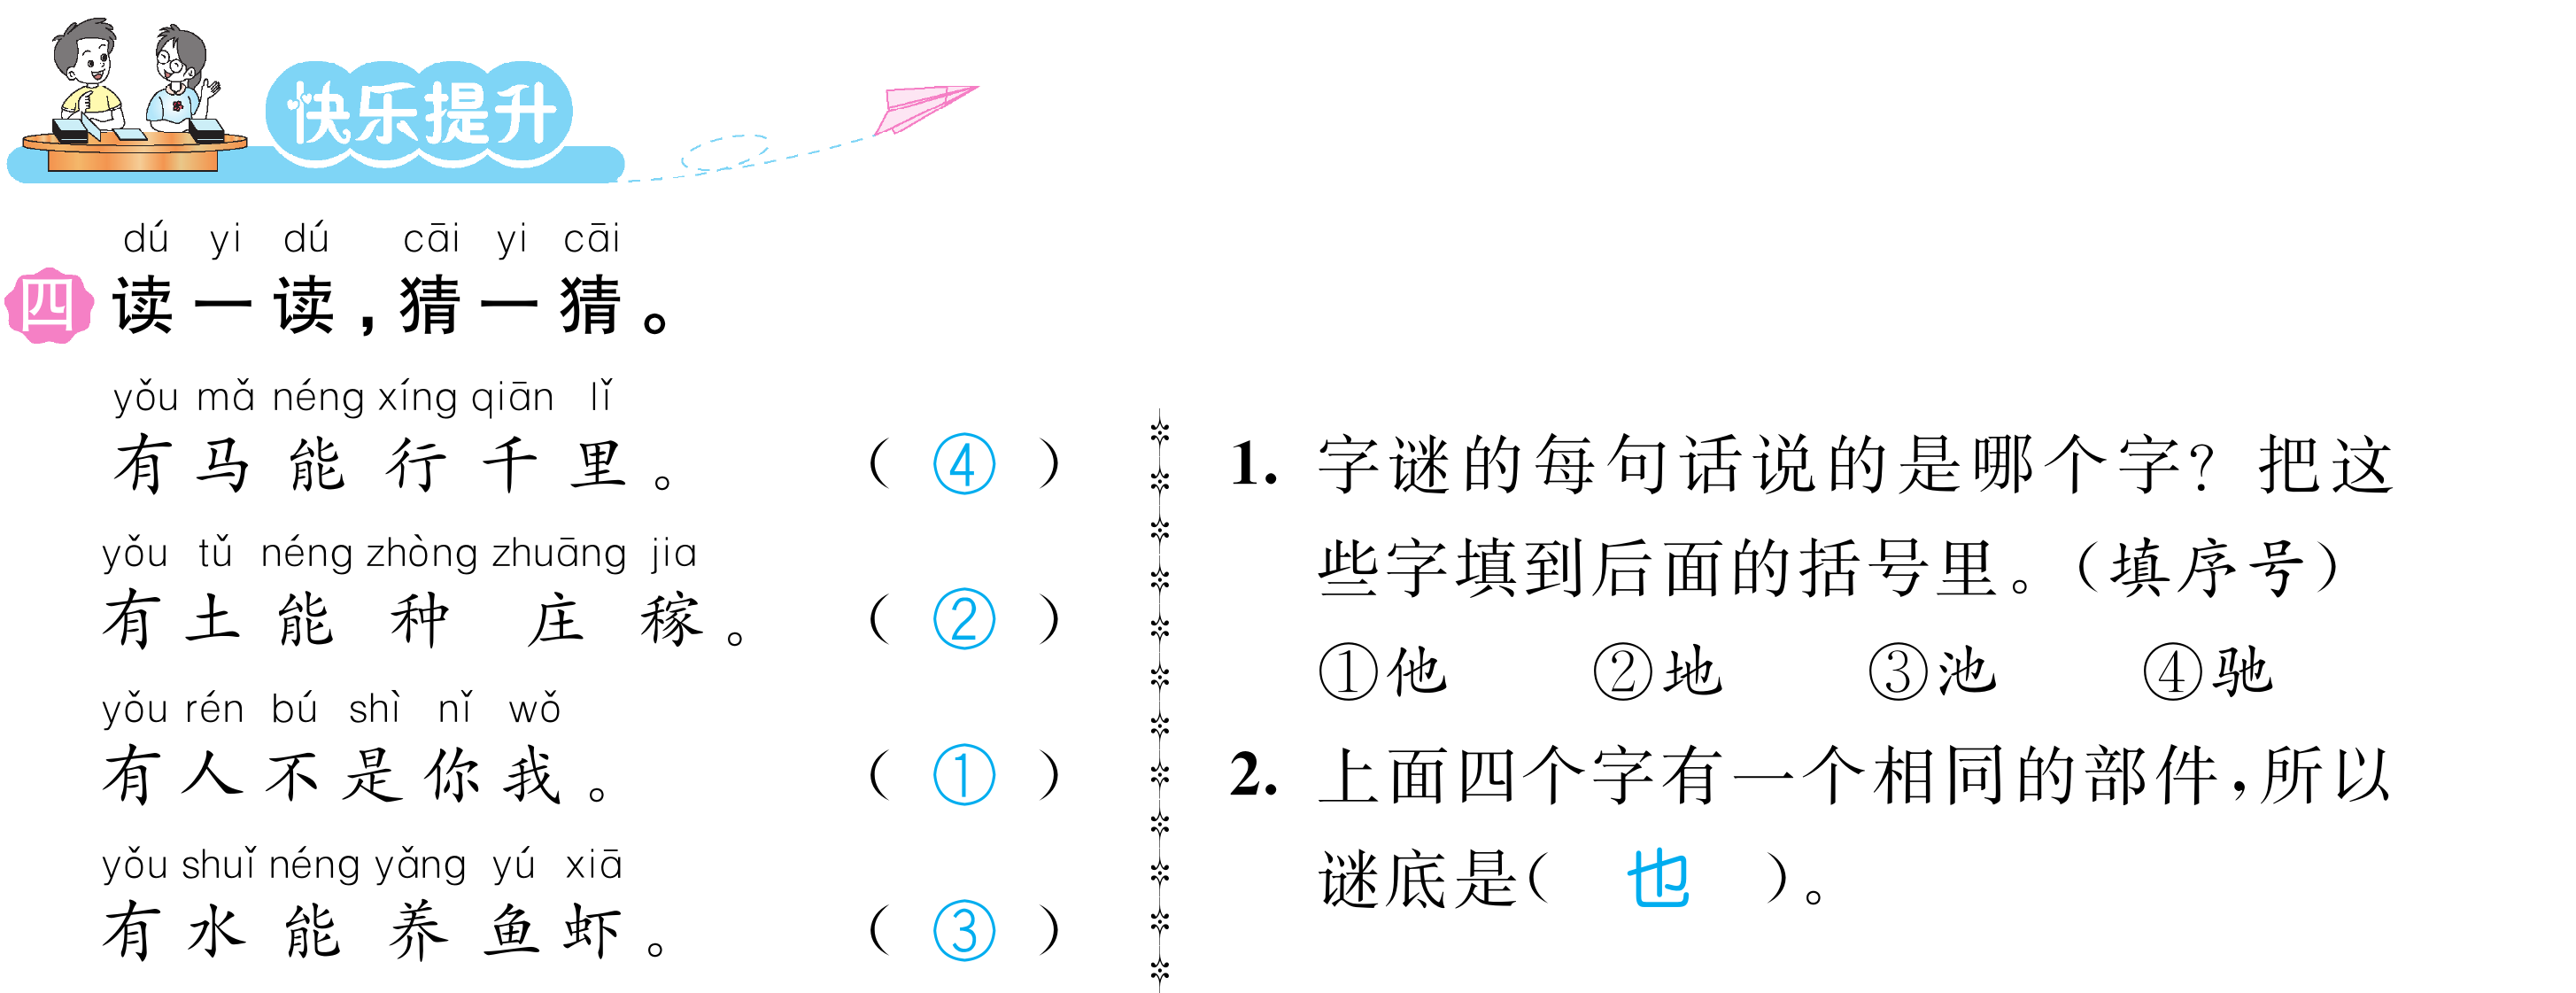 快乐提升
dú yi dú cāi yi cāi
四 读一读,猜一猜。
yǒu mǎ néng xíng qiān lǐ
有马能行千里。 ( ④ )
yǒu tǔ néng zhòng zhuāng jia
有土能种庄稼。 ( ② )
yǒu rén bú shì nǐ wǒ
有人不是你我。 ( ① )
yǒu shuǐ néng yǎng yú xiā
有水能养鱼虾。 ( ③ )
1. 字谜的每句话说的是哪个字?把这
些字填到后面的括号里。(填序号)
①他 ②地 ③池 ④驰
2. 上面四个字有一个相同的部件,所以
谜底是( 也 )。